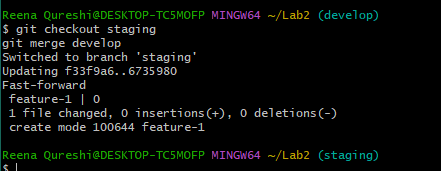 Reena Qureshi@DESKTOP-TC5MOFP MINGW64 ~/Lab2 (develop)
$ git checkout staging
git merge develop
Switched to branch 'staging'
Updating f33f9a6..6735980
Fast-forward
 feature-1 | 0
 1 file changed, 0 insertions(+), 0 deletions(-)
 create mode 100644 feature-1
Reena Qureshi@DESKTOP-TC5MOFP MINGW64 ~/Lab2 (staging)
$